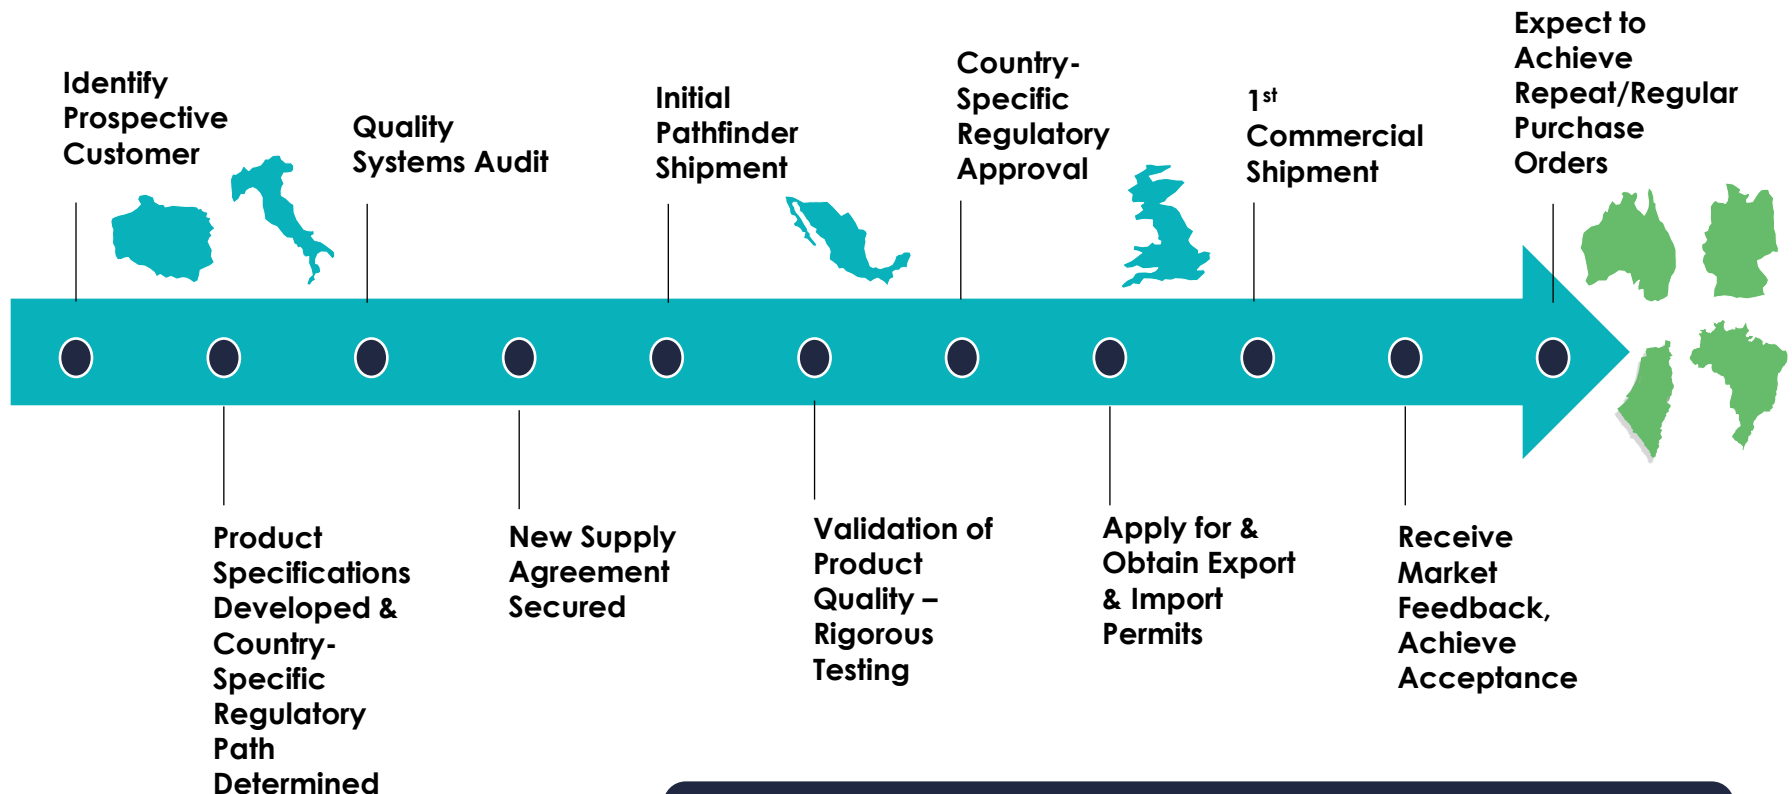 Identify
Prospective
Customer
Product
Specifications
Developed &
Country-
Specific
Regulatory
Path
Determined
Quality
Systems Audit
New Supply
Agreement
Secured
Initial
Pathfinder
Shipment
Validation of
Product
Quality –
Rigorous
Testing
Country-
Specific
Regulatory
Approval
Apply for &
Obtain Export
& Import
Permits
1st
Commercial
Shipment
Receive
Market
Feedback,
Achieve
Acceptance
Expect to
Achieve
Repeat/Regular
Purchase
Orders